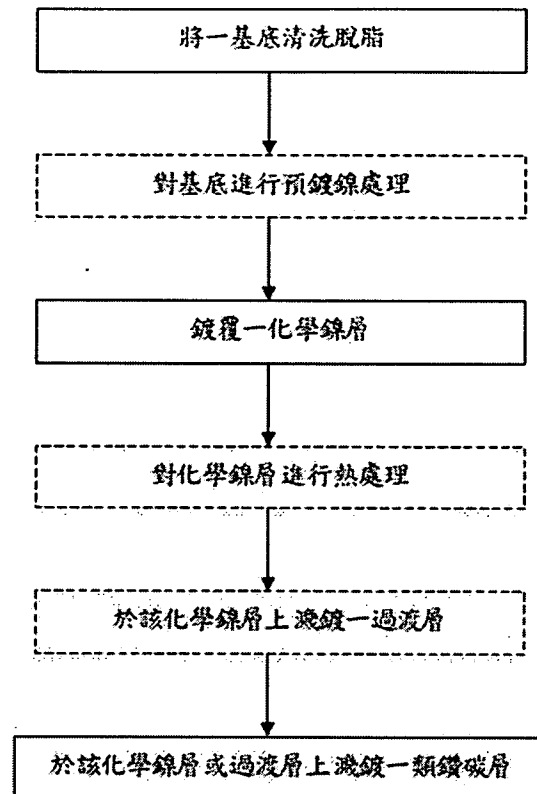 將一基底清洗脫脂
對基底進行預鍍鎳處理
鍍覆一化學鎳層
對化學鎳層進行熱處理
於該化學鎳層上濺鍍一過渡層
於該化學鎳層或過渡層上濺鍍一類鑽碳層